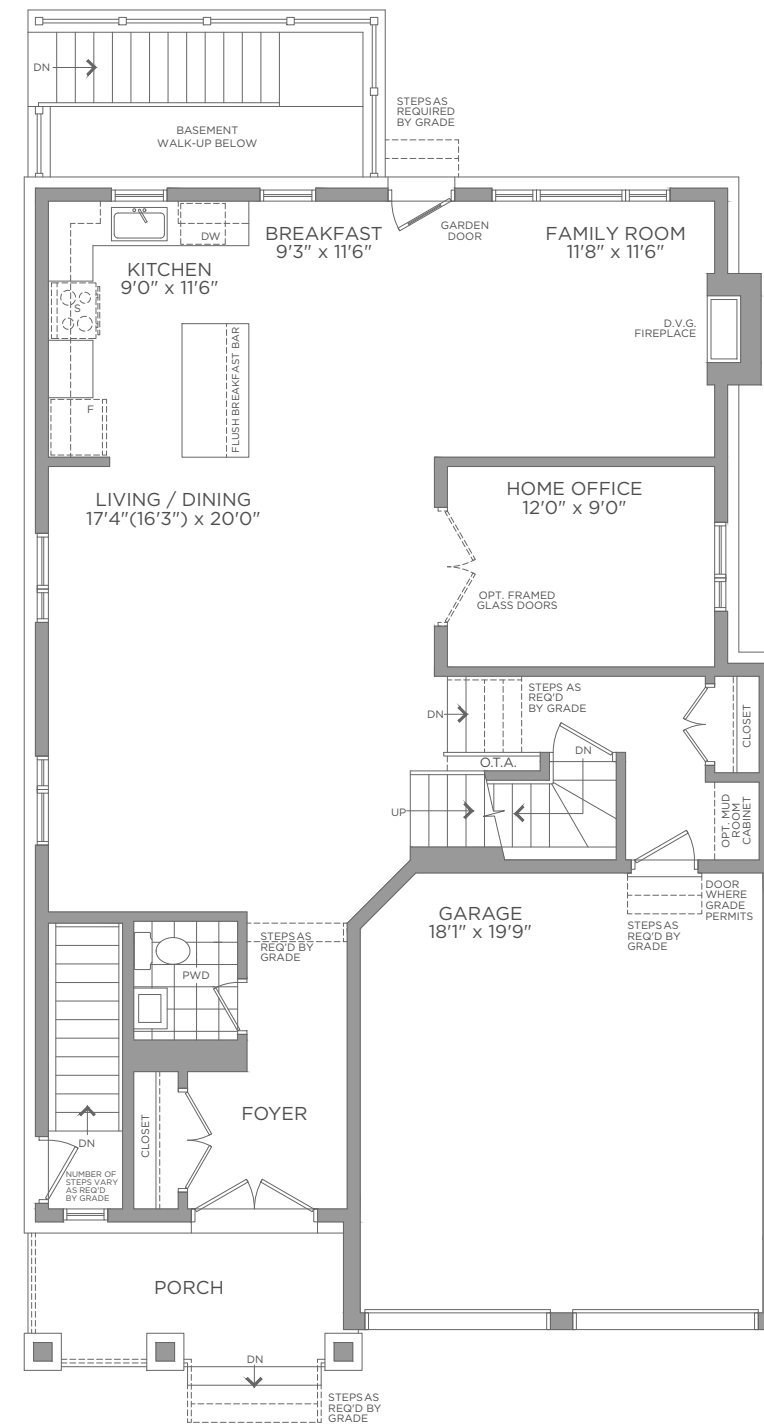 DN
BASEMENT
WALK-UP BELOW
STEPS AS
REQUIRED
BY GRADE
BREAKFAST
9'3" x 11'6"
GARDEN
DOOR
FAMILY ROOM
11'8" x 11'6"
DW
KITCHEN
9'0" x 11'6"
S
D.V.G.
FIREPLACE
FLUSH BREAKFAST BAR
F
LIVING / DINING
17'4"(16'3") x 20'0"
HOME OFFICE
12'0" x 9'0"
OPT. FRAMED
GLASS DOORS
STEPS AS
REQ'D
BY GRADE
DN
CLOSET
DN
O.T.A.
UP
OPT. MUD
ROOM
CABINET
DOOR
WHERE
GRADE
PERMITS
STEPS AS
REQ'D BY
GRADE
GARAGE
18'1" x 19'9"
STEPS AS
REQ'D BY
GRADE
PWD
FOYER
CLOSET
DN
NUMBER OF
STEPS VARY
AS REQ'D
BY GRADE
PORCH
DN
STEPS AS
REQ'D BY
GRADE